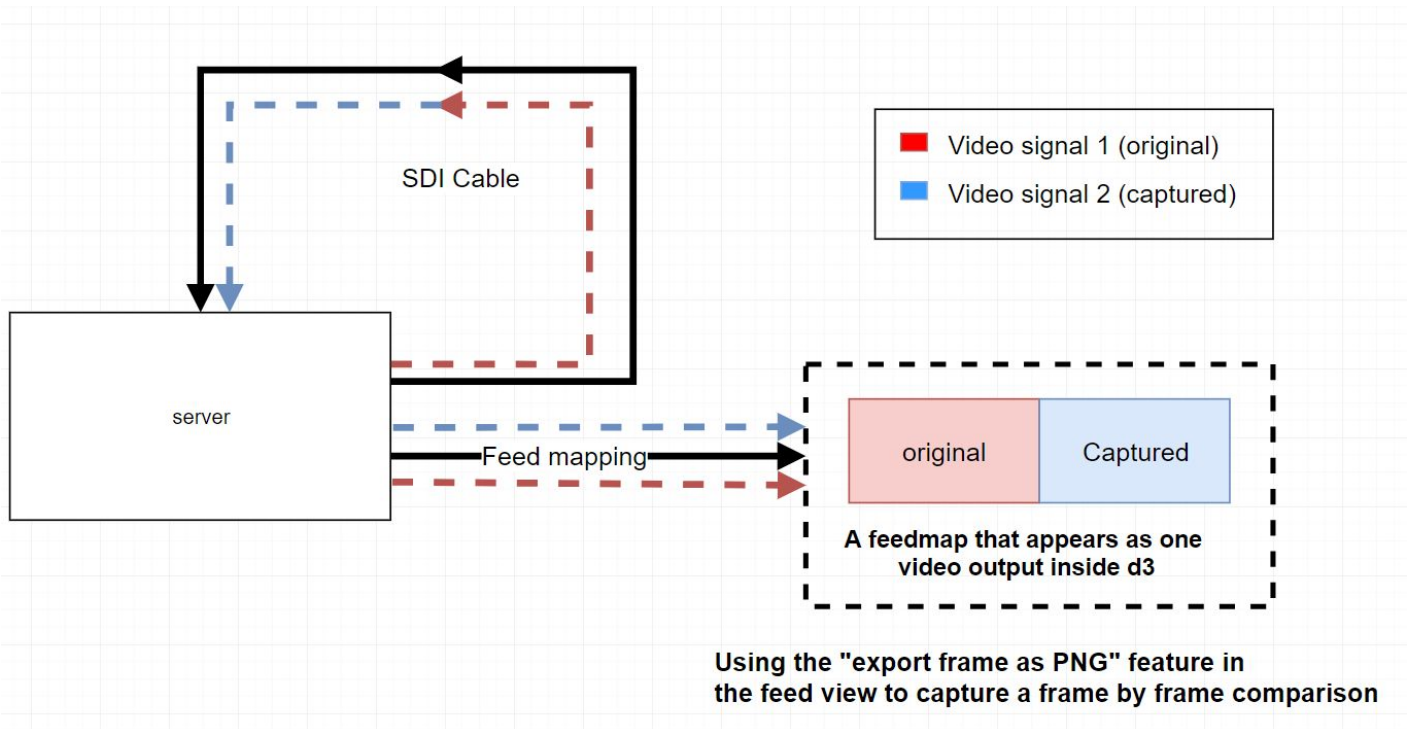 SDI Cable
Video signal 1 (original)
Video signal 2 (captured)
server
Feed mapping
original
Captured
A feedmap that appears as one
video output inside d3
Using the "export frame as PNG" feature in
the feed view to capture a frame by frame comparison